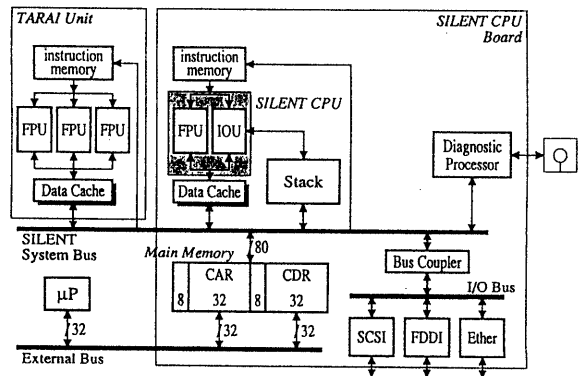 TARAI Unit
SILENT CPU
Board
instruction
memory
FPU
FPU
FPU
Data Cache
instruction
memory
SILENT CPU
FPU
IOU
Data Cache
Stack
Diagnostic
Processor
SILENT
System Bus
Main Memory
80
CAR
CDR
8
32
8
32
Bus Coupler
I/O Bus
μP
32
32
32
SCSI
FDDI
Ether
External Bus